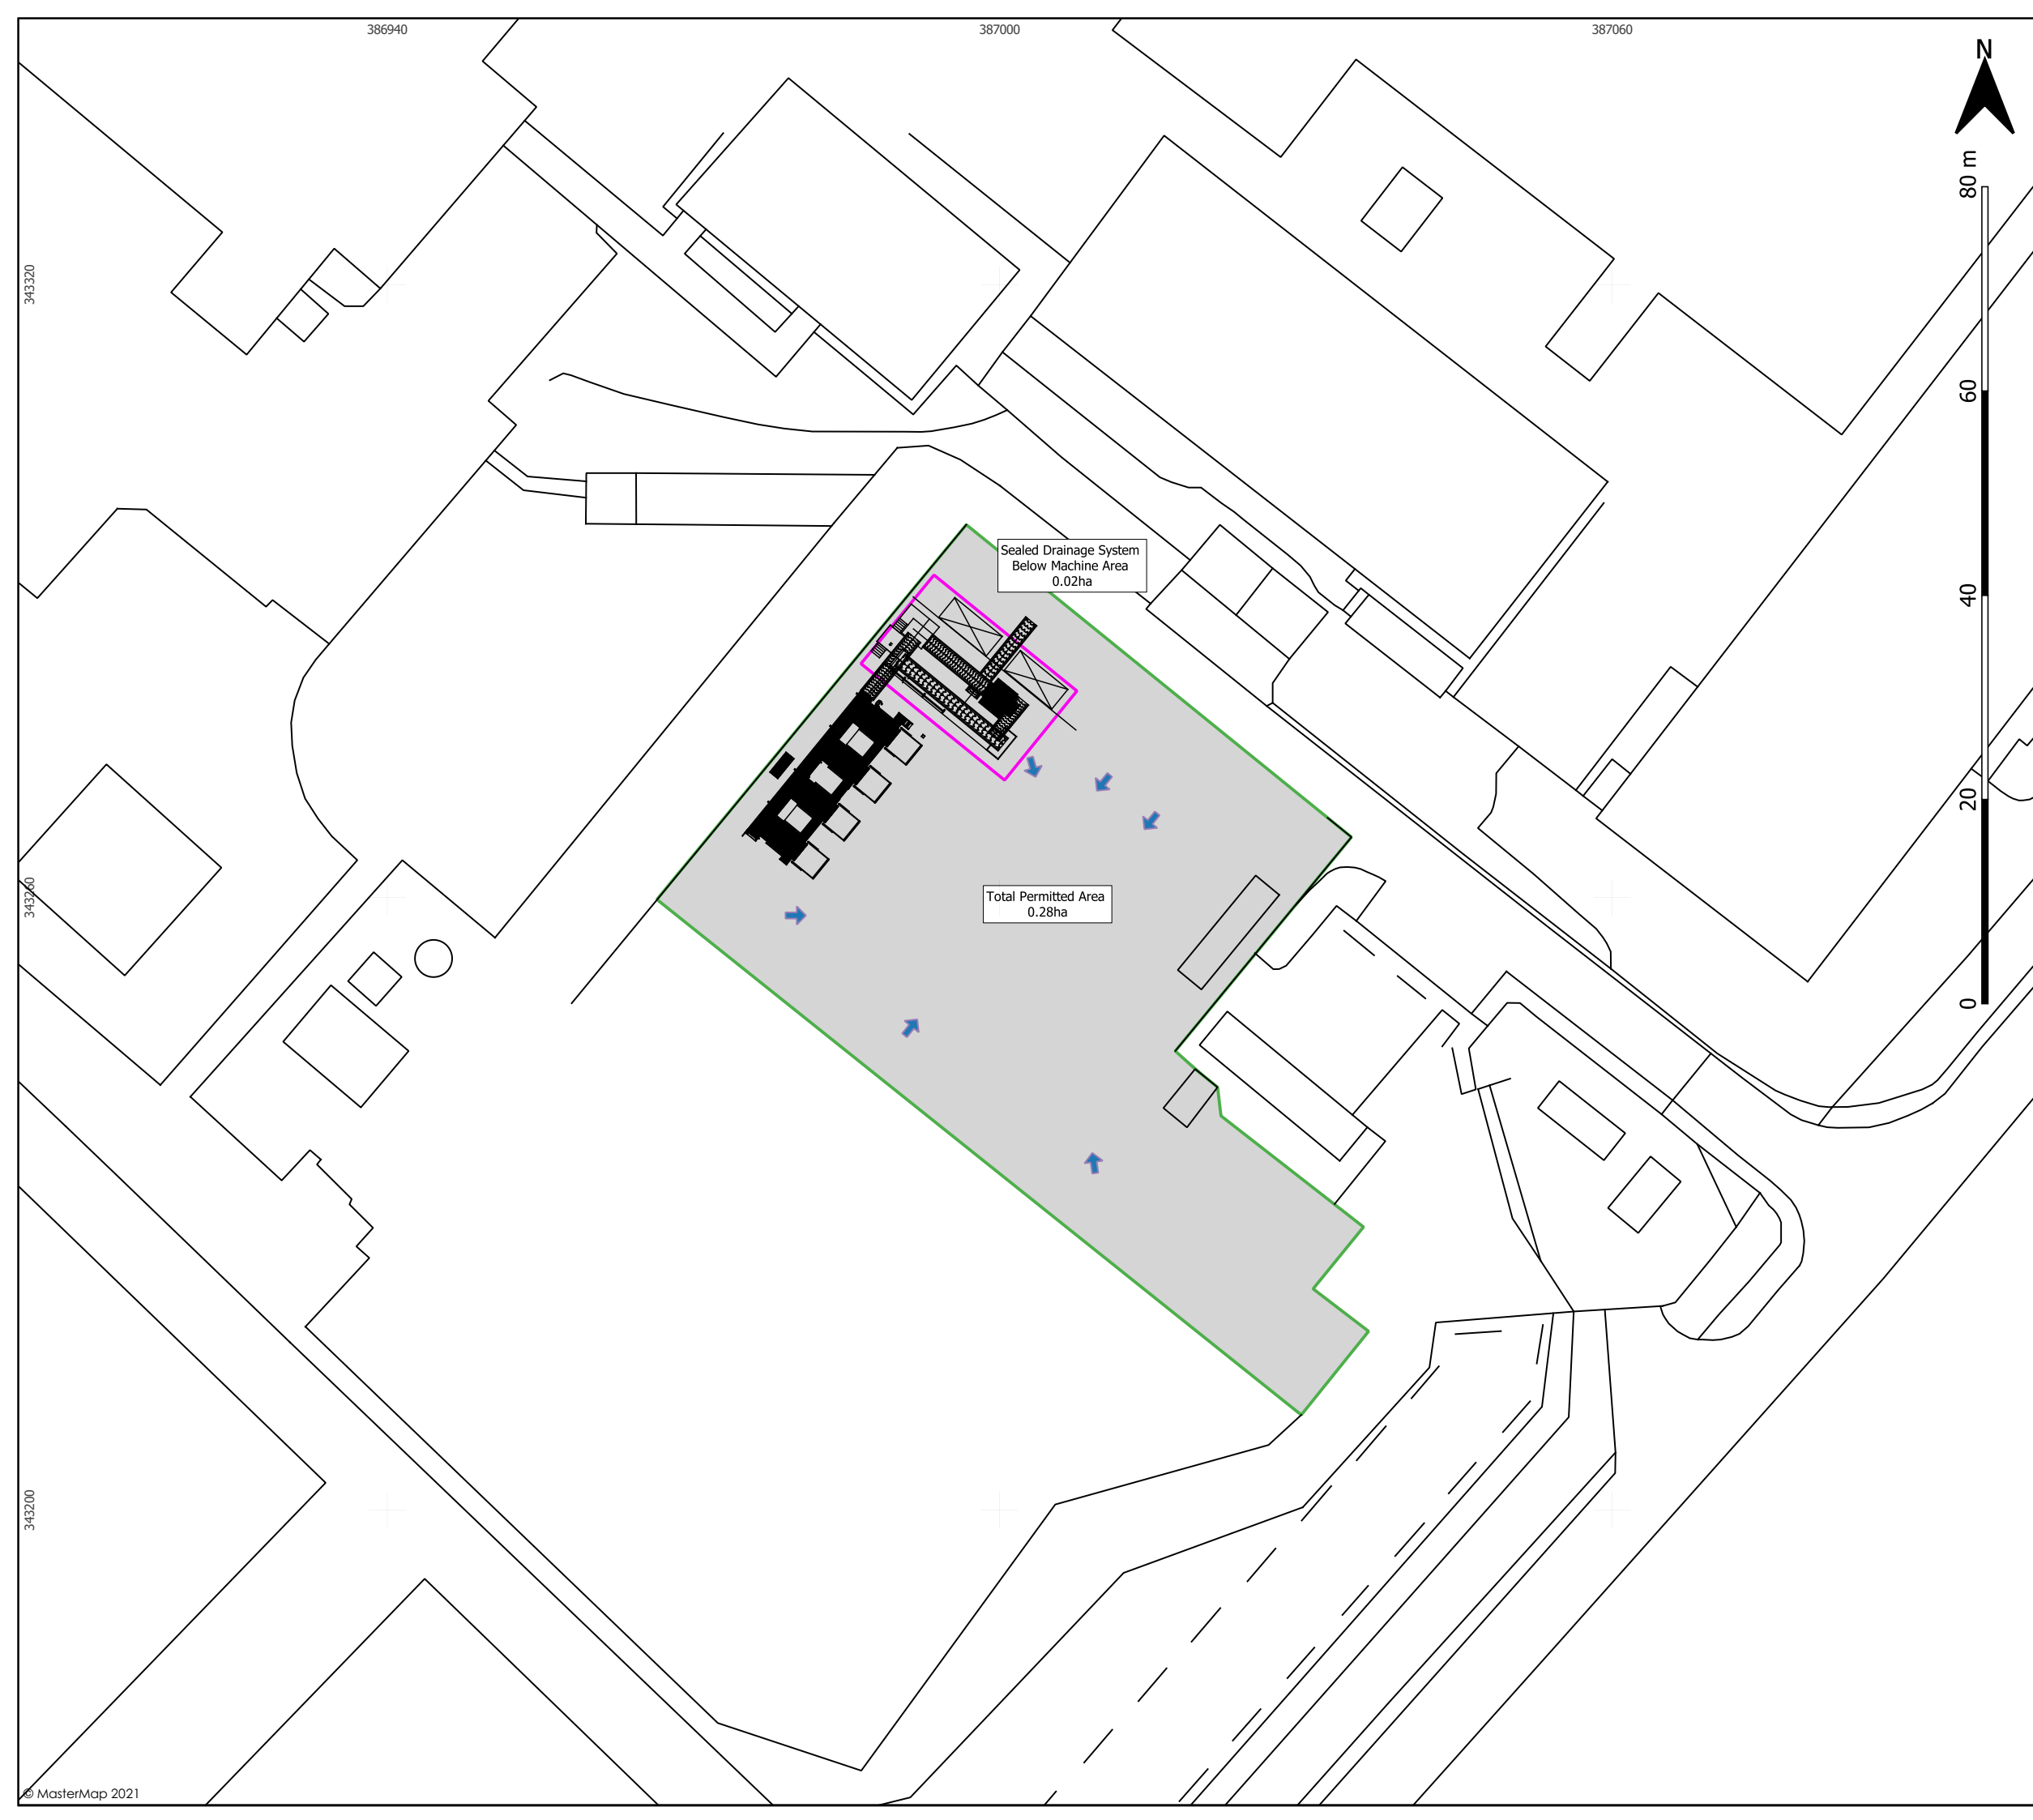 386940
387000
387060
N
80 m
343320
60
Sealed Drainage System
Below Machine Area
0.02ha
40
20
343260
Total Permitted Area
0.28ha
0
343200
© MasterMap 2021